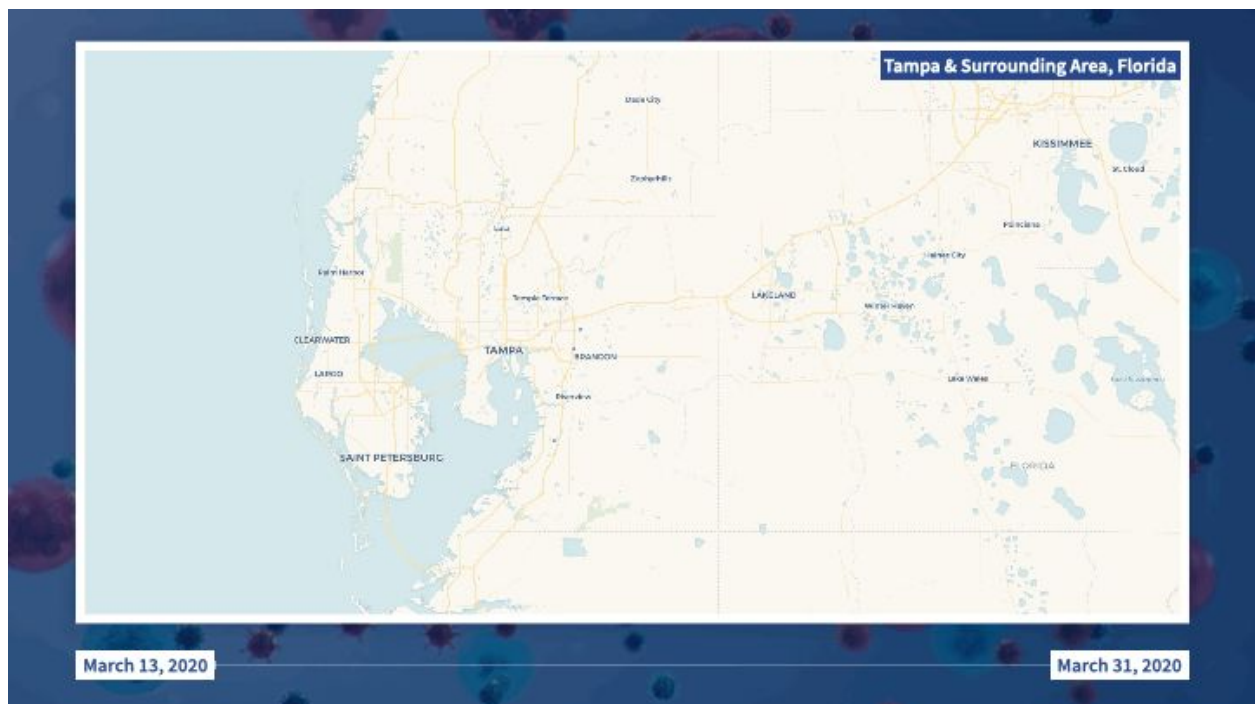 Tampa & Surrounding Area, Florida
Dade City
KISSIMMEE
St. Cloud
Zephyrhills
Poinciana
Lutz
Haines City
Palm Harbor
Temple Terrace
LAKELAND
Winter Haven
CLEARWATER
TAMPA
BRANDON
LARGO
Lake Wales
Riverview
SAINT PETERSBURG
FLORIDA
March 13, 2020
March 31, 2020